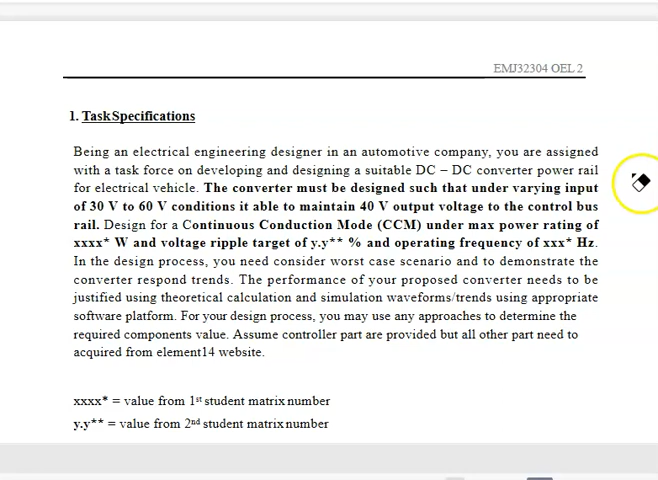 EMJ32304 OEL 2
1. Task Specifications
Being an electrical engineering designer in an automotive company, you are assigned
with a task force on developing and designing a suitable DC – DC converter power rail
for electrical vehicle. The converter must be designed such that under varying input
of 30 V to 60 V conditions it able to maintain 40 V output voltage to the control bus
rail. Design for a Continuous Conduction Mode (CCM) under max power rating of
xxxx* W and voltage ripple target of y.y** % and operating frequency of xxx* Hz.
In the design process, you need consider worst case scenario and to demonstrate the
converter respond trends. The performance of your proposed converter needs to be
justified using theoretical calculation and simulation waveforms/trends using appropriate
software platform. For your design process, you may use any approaches to determine the
required components value. Assume controller part are provided but all other part need to
acquired from element14 website.
xxxx* = value from 1st student matrix number
y.y** = value from 2nd student matrix number